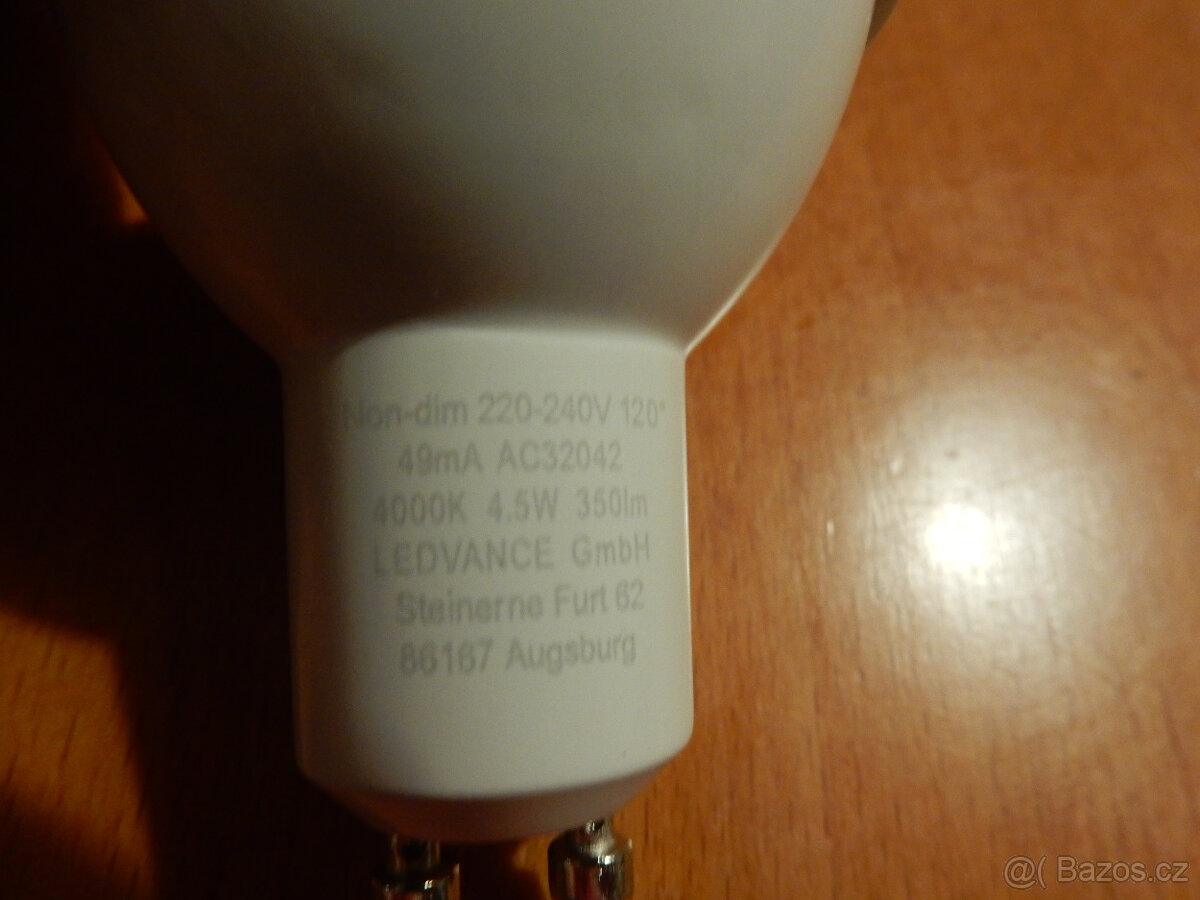 Non-dim 220-240V 120°
49mA AC32042
4000K 4.5W 350lm
LEDVANCE GmbH
Steinerne Furt 62
86167 Augsburg
@( Bazos.cz